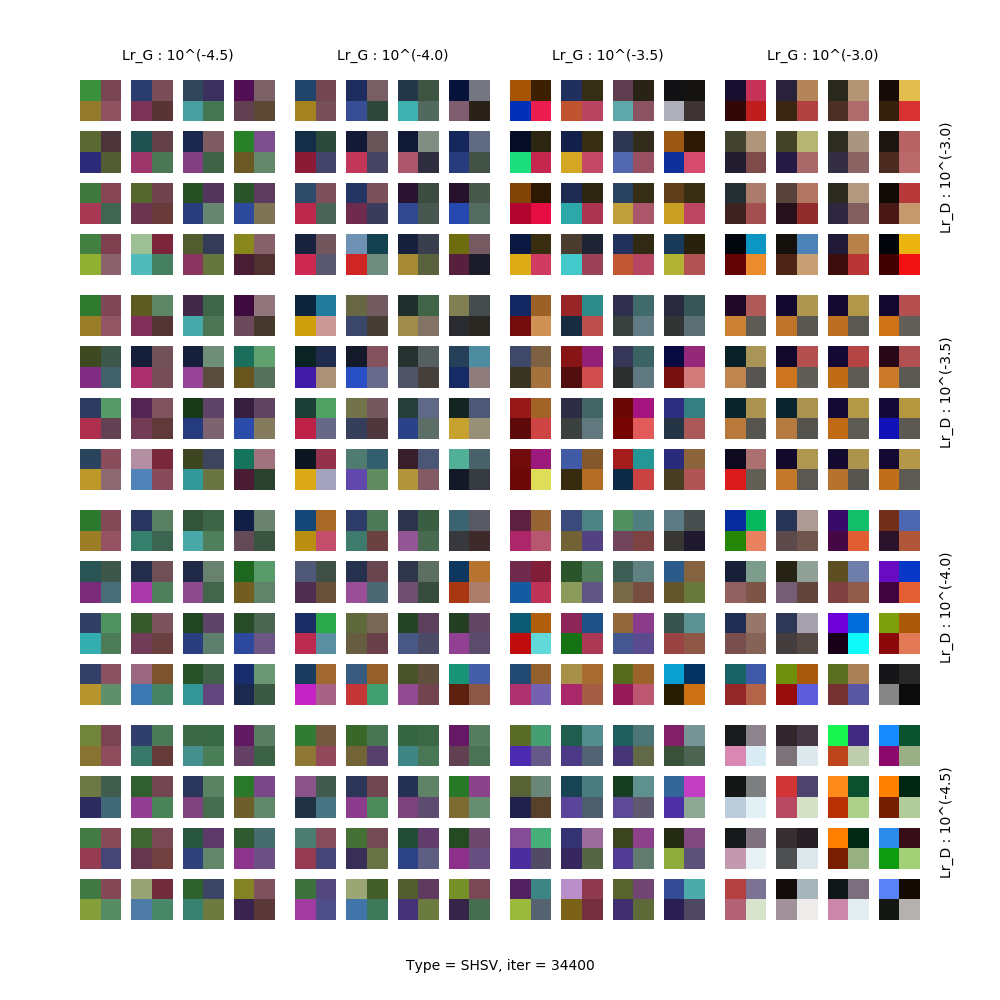 Lr_G : 10^(-4.5)
Lr_G : 10^(-4.0)
Lr_G : 10^(-3.5)
Lr_G : 10^(-3.0)
Lr_D : 10^(-3.0)
Lr_D : 10^(-3.5)
Lr_D : 10^(-4.0)
Lr_D : 10^(-4.5)
Type = SHSV, iter = 34400